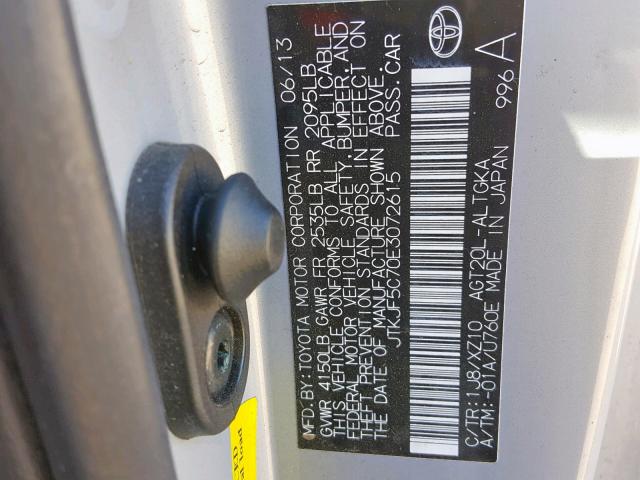 MFD.BY:TOYOTA MOTOR CORPORATION 06/13
GVWR 4150LB GAWR FR 2535LB RR 2095LB
THIS VEHICLE CONFORMS TO ALL APPLICABLE
FEDERAL MOTOR VEHICLE SAFETY, BUMPER, AND
THEFT PREVENTION STANDARDS IN EFFECT ON
THE DATE OF MANUFACTURE SHOWN ABOVE.
JTKJF5C70E3072615 PASS.CAR
C/TR:1J8/XZ10 AGT20L-ALTGKA
A/TM:-01A/U760E MADE IN JAPAN
996 A
load